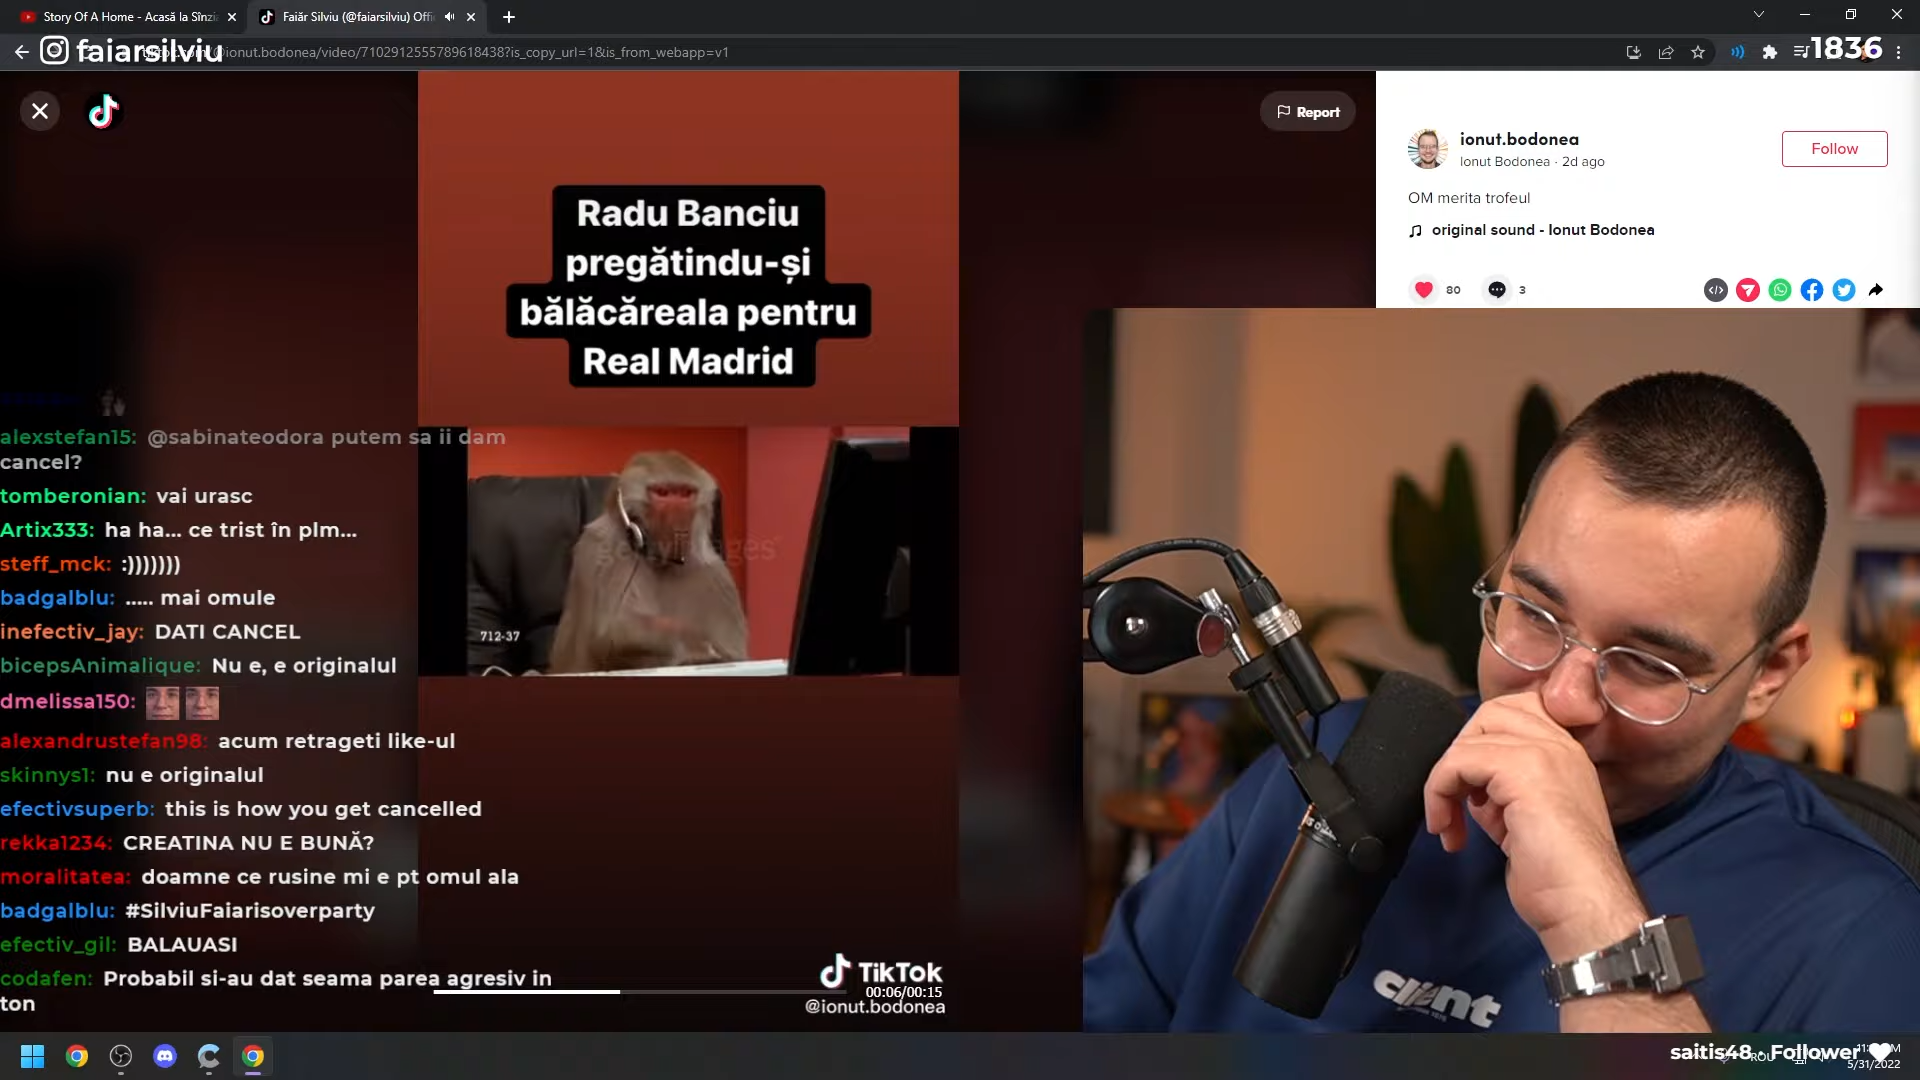 Story Of A Home - Acasă la Sînzi
Faiăr Silviu (@faiarsilviu) Offi
faiarsilviu
@ionut.bodonea/video/7102912555789618438?is_copy_url=1&is_from_webapp=v1
1836
Report
ionut.bodonea
Ionut Bodonea · 2d ago
Follow
OM merita trofeul
original sound - Ionut Bodonea
80
3
Radu Banciu
pregătindu-și
bălăcăreala pentru
Real Madrid
712-37
alexstefan15: @sabinateodora putem sa ii dam
cancel?
tomberonian: vai urasc
Artix333: ha ha... ce trist în plm...
steff_mck: :)))))))
badgalblu: ..... mai omule
inefectiv_jay: DATI CANCEL
bicepsAnimalique: Nu e, e originalul
dmelissa150:
alexandrustefan98: acum retrageti like-ul
skinnys1: nu e originalul
efectivsuperb: this is how you get cancelled
rekka1234: CREATINA NU E BUNĂ?
moralitatea: doamne ce rusine mi e pt omul ala
badgalblu: #SilviuFaiarisoverparty
efectiv_gil: BALAUASI
codafen: Probabil si-au dat seama parea agresiv in
ton
TikTok
00:06/00:15
@ionut.bodonea
client
saitis48 - Follower
ROU
5/31/2022